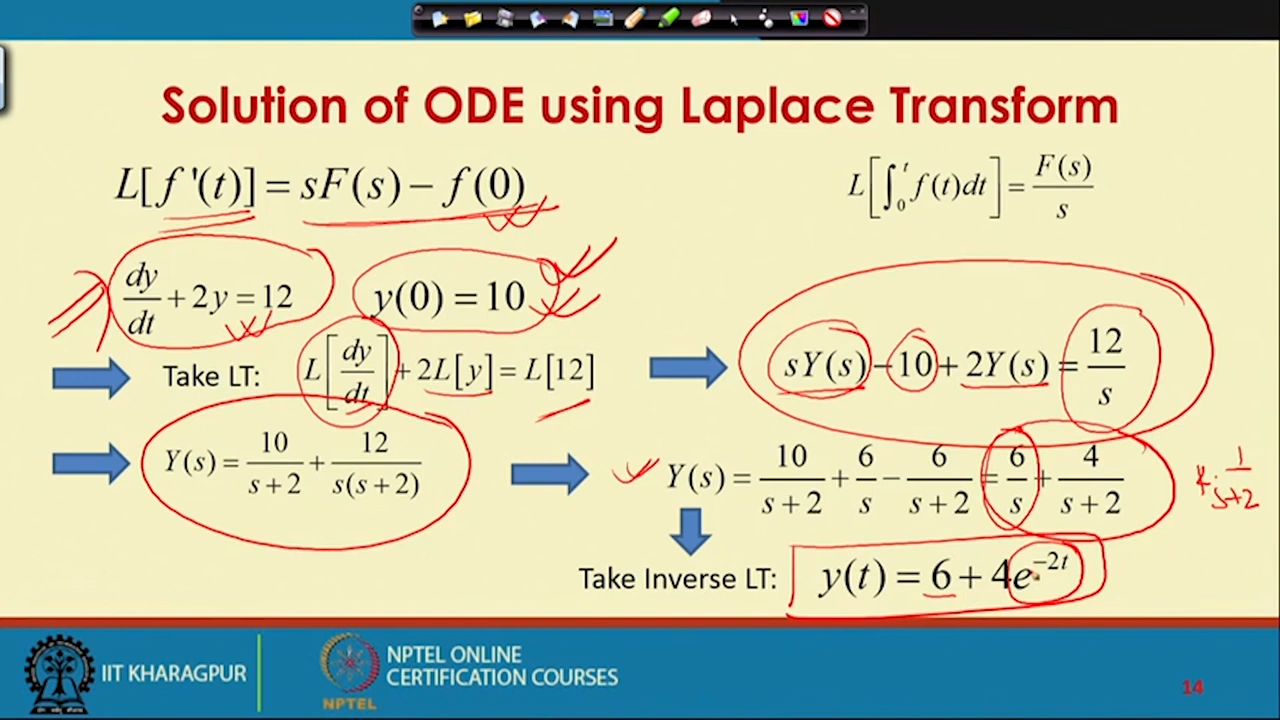 Solution of ODE using Laplace Transform
L[f'(t)] = sF(s) − f(0)
L[∫₀ᵗ f(t)dt] = F(s)/s
dy/dt + 2y = 12
y(0) = 10
Take LT: L[dy/dt] + 2L[y] = L[12]
sY(s) − 10 + 2Y(s) = 12/s
Y(s) = 10/(s+2) + 12/(s(s+2))
Y(s) = 10/(s+2) + 6/s − 6/(s+2) = 6/s + 4/(s+2)
4· 1/(s+2)
Take Inverse LT: y(t) = 6 + 4e^(−2t)
IIT KHARAGPUR
NPTEL
NPTEL ONLINE
CERTIFICATION COURSES
14